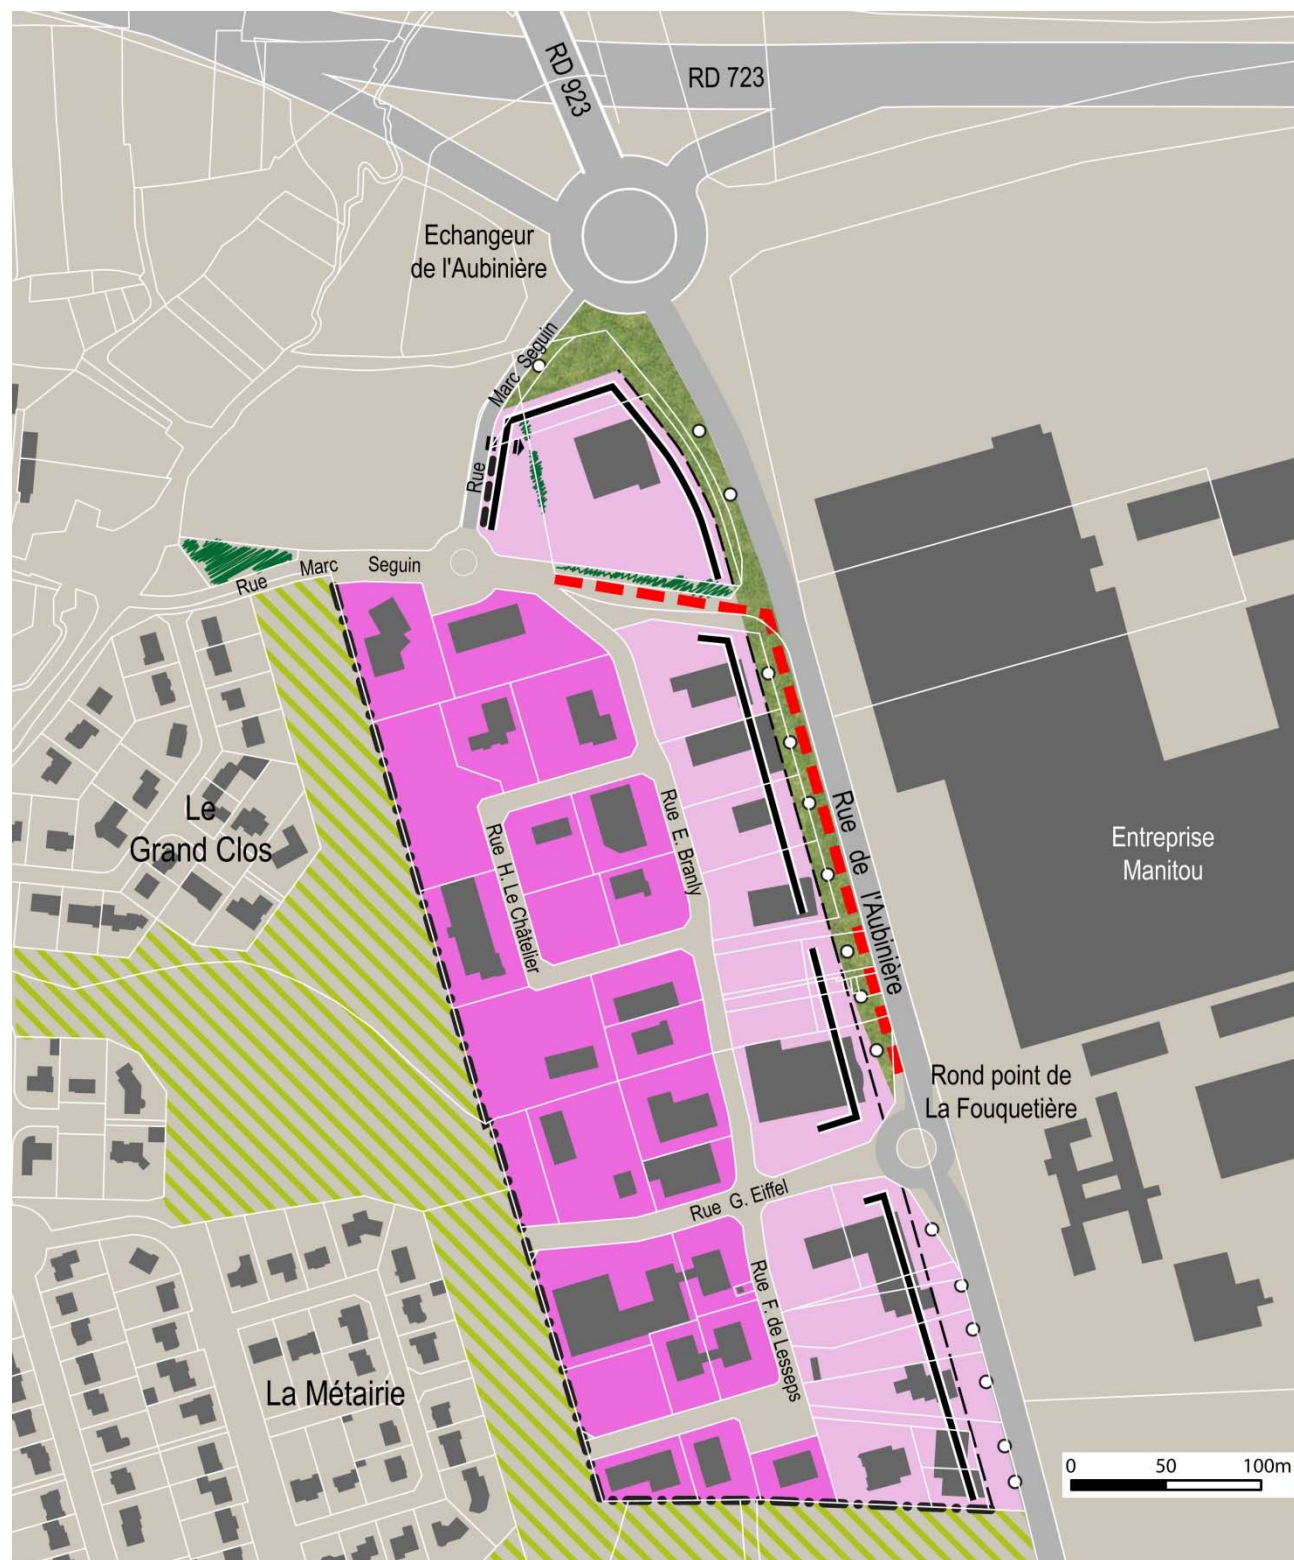 RD 923
RD 723
Echangeur
de l'Aubinière
Rue Marc Seguin
Rue Marc Seguin
Le
Grand Clos
Rue H. Le Châtelier
Rue E. Branly
Rue de l'Aubinière
Entreprise
Manitou
Rond point de
La Fouquetière
Rue G. Eiffel
Rue F. de Lesseps
La Métairie
0 50 100m